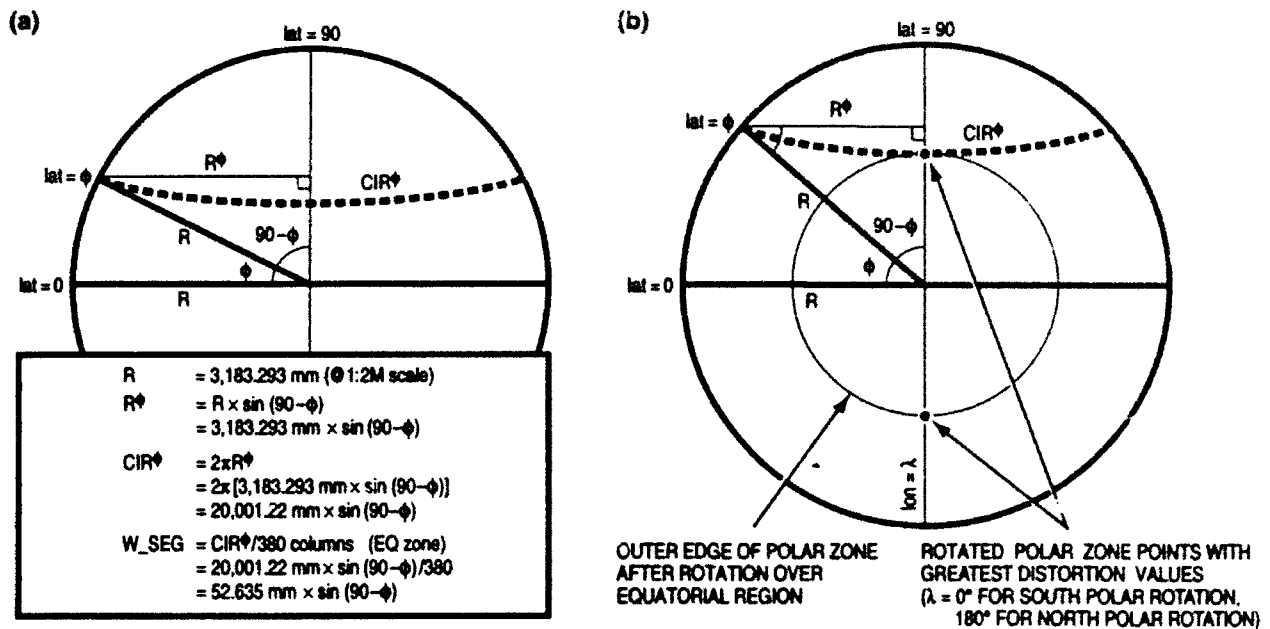 (a)
lat = 90
R^ϕ
lat = ϕ
CIR^ϕ
R
90-ϕ
ϕ
lat = 0
R
R = 3,183.293 mm (@ 1:2M scale)
R^ϕ = R × sin (90-ϕ)
= 3,183.293 mm × sin (90-ϕ)
CIR^ϕ = 2πR^ϕ
= 2π [3,183.293 mm × sin (90-ϕ)]
= 20,001.22 mm × sin (90-ϕ)
W_SEG = CIR^ϕ/380 columns (EQ zone)
= 20,001.22 mm × sin (90-ϕ)/380
= 52.635 mm × sin (90-ϕ)
(b)
lat = 90
R^ϕ
lat = ϕ
CIR^ϕ
R
90-ϕ
ϕ
lat = 0
R
lon = λ
OUTER EDGE OF POLAR ZONE
AFTER ROTATION OVER
EQUATORIAL REGION
ROTATED POLAR ZONE POINTS WITH
GREATEST DISTORTION VALUES
(λ = 0° FOR SOUTH POLAR ROTATION,
180° FOR NORTH POLAR ROTATION)